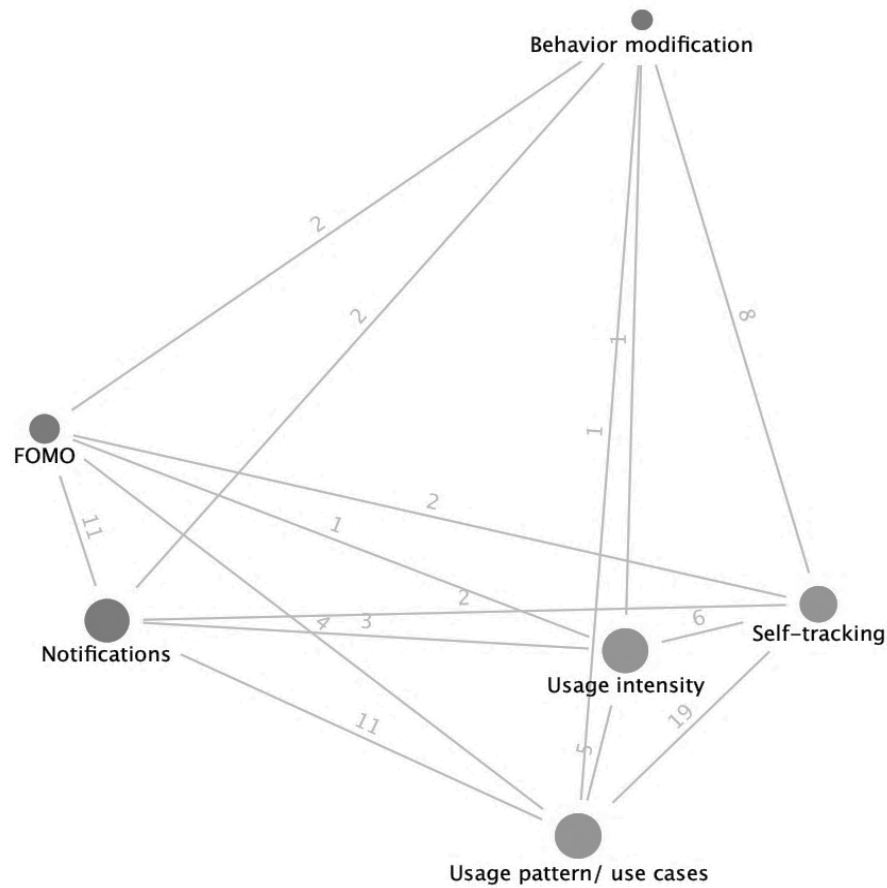 Behavior modification
2
2
8
1
1
FOMO
2
11
1
2
4
3
6
Self-tracking
Notifications
Usage intensity
19
11
5
Usage pattern/ use cases